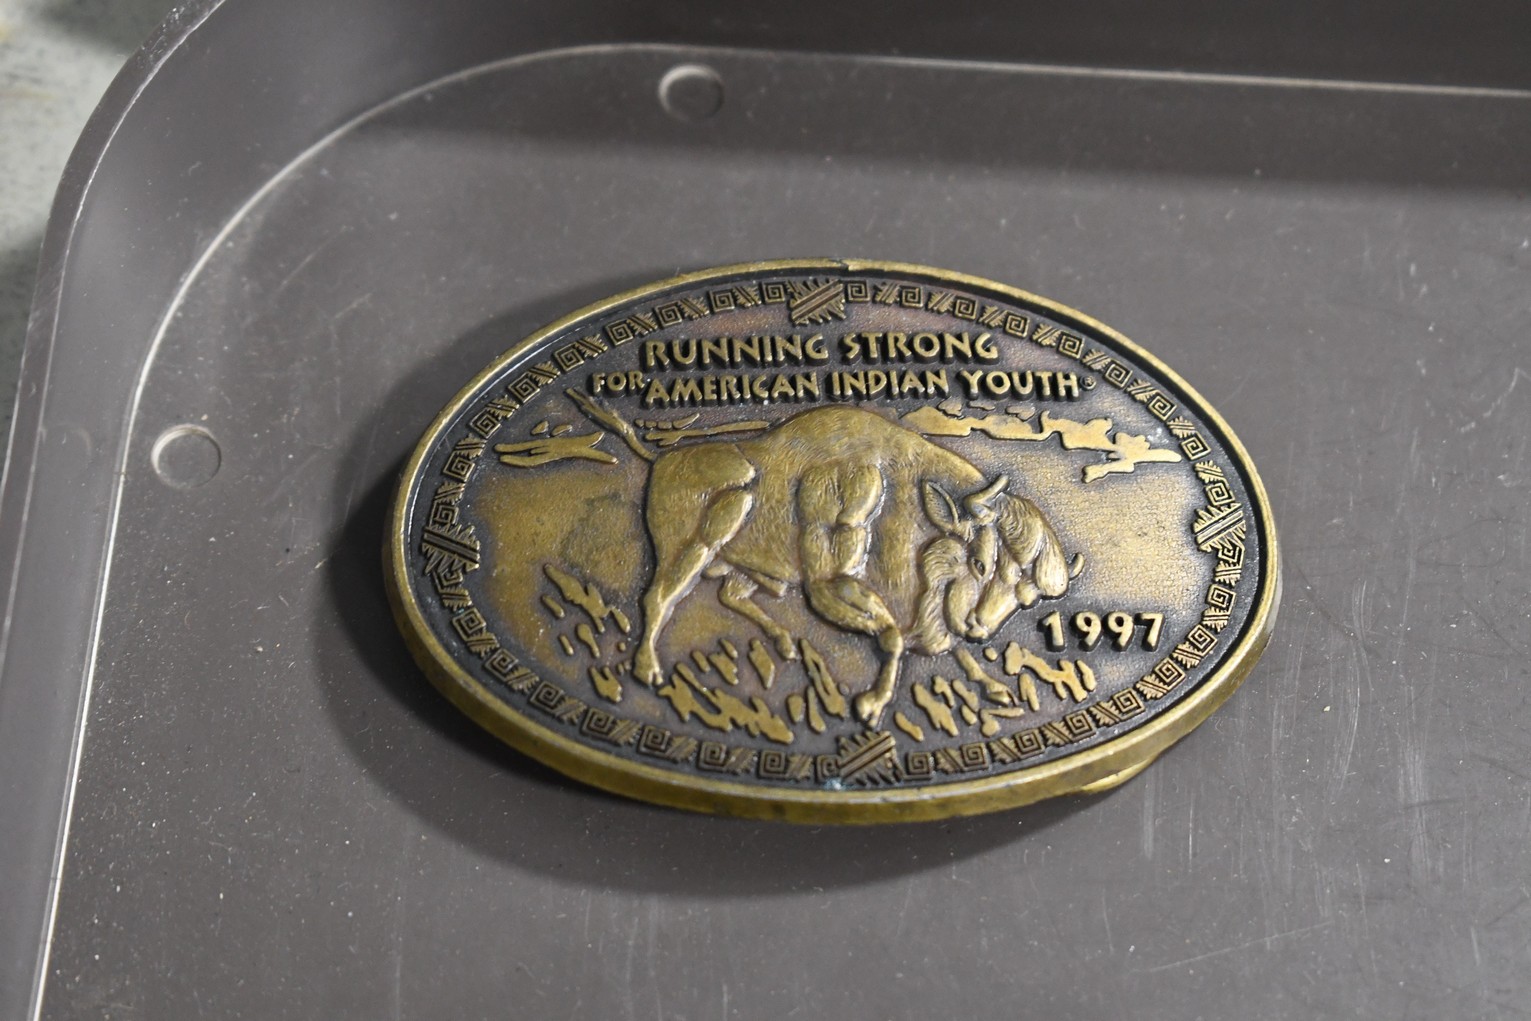 RUNNING STRONG
FOR AMERICAN INDIAN YOUTH®
1997